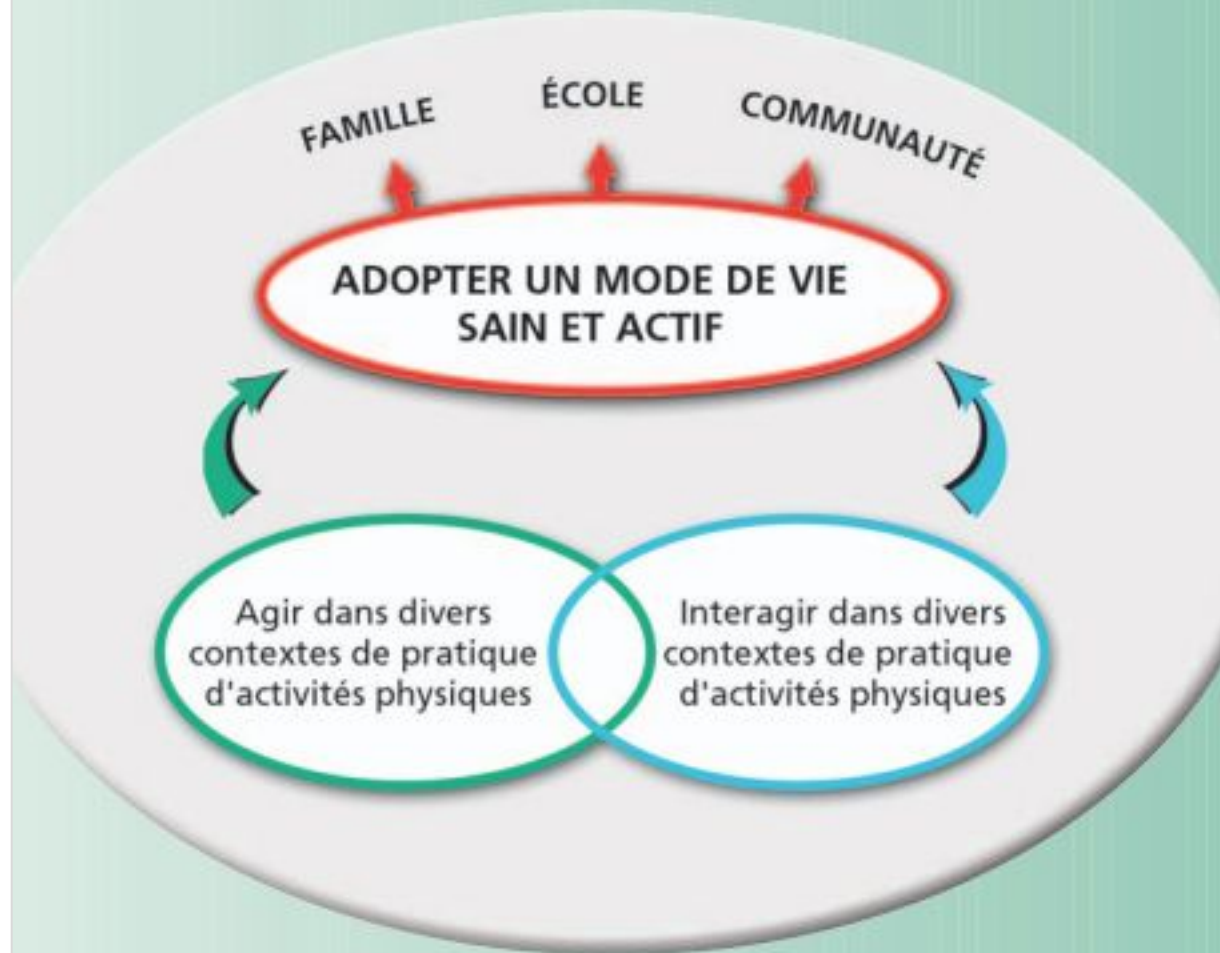 FAMILLE
ÉCOLE
COMMUNAUTÉ
ADOPTER UN MODE DE VIE
SAIN ET ACTIF
Agir dans divers
contextes de pratique
d'activités physiques
Interagir dans divers
contextes de pratique
d'activités physiques